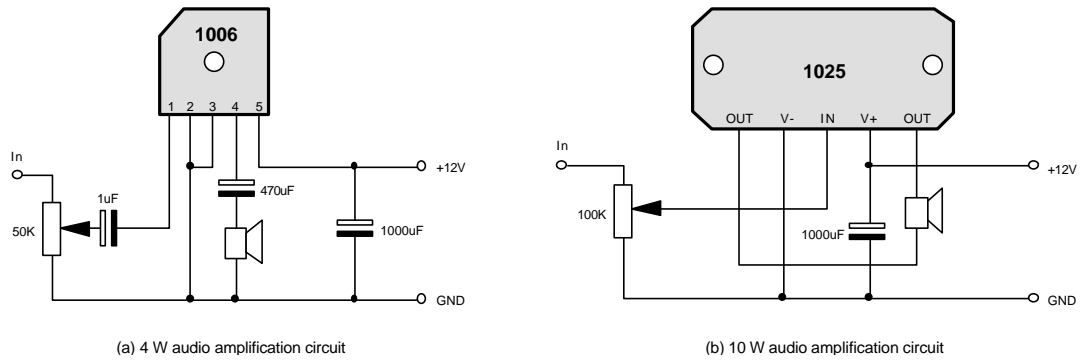 1006
1 2 3 4 5
In
+12V
1uF
470uF
50K
1000uF
GND
(a) 4 W audio amplification circuit
1025
OUT V- IN V+ OUT
In
+12V
100K
1000uF
GND
(b) 10 W audio amplification circuit